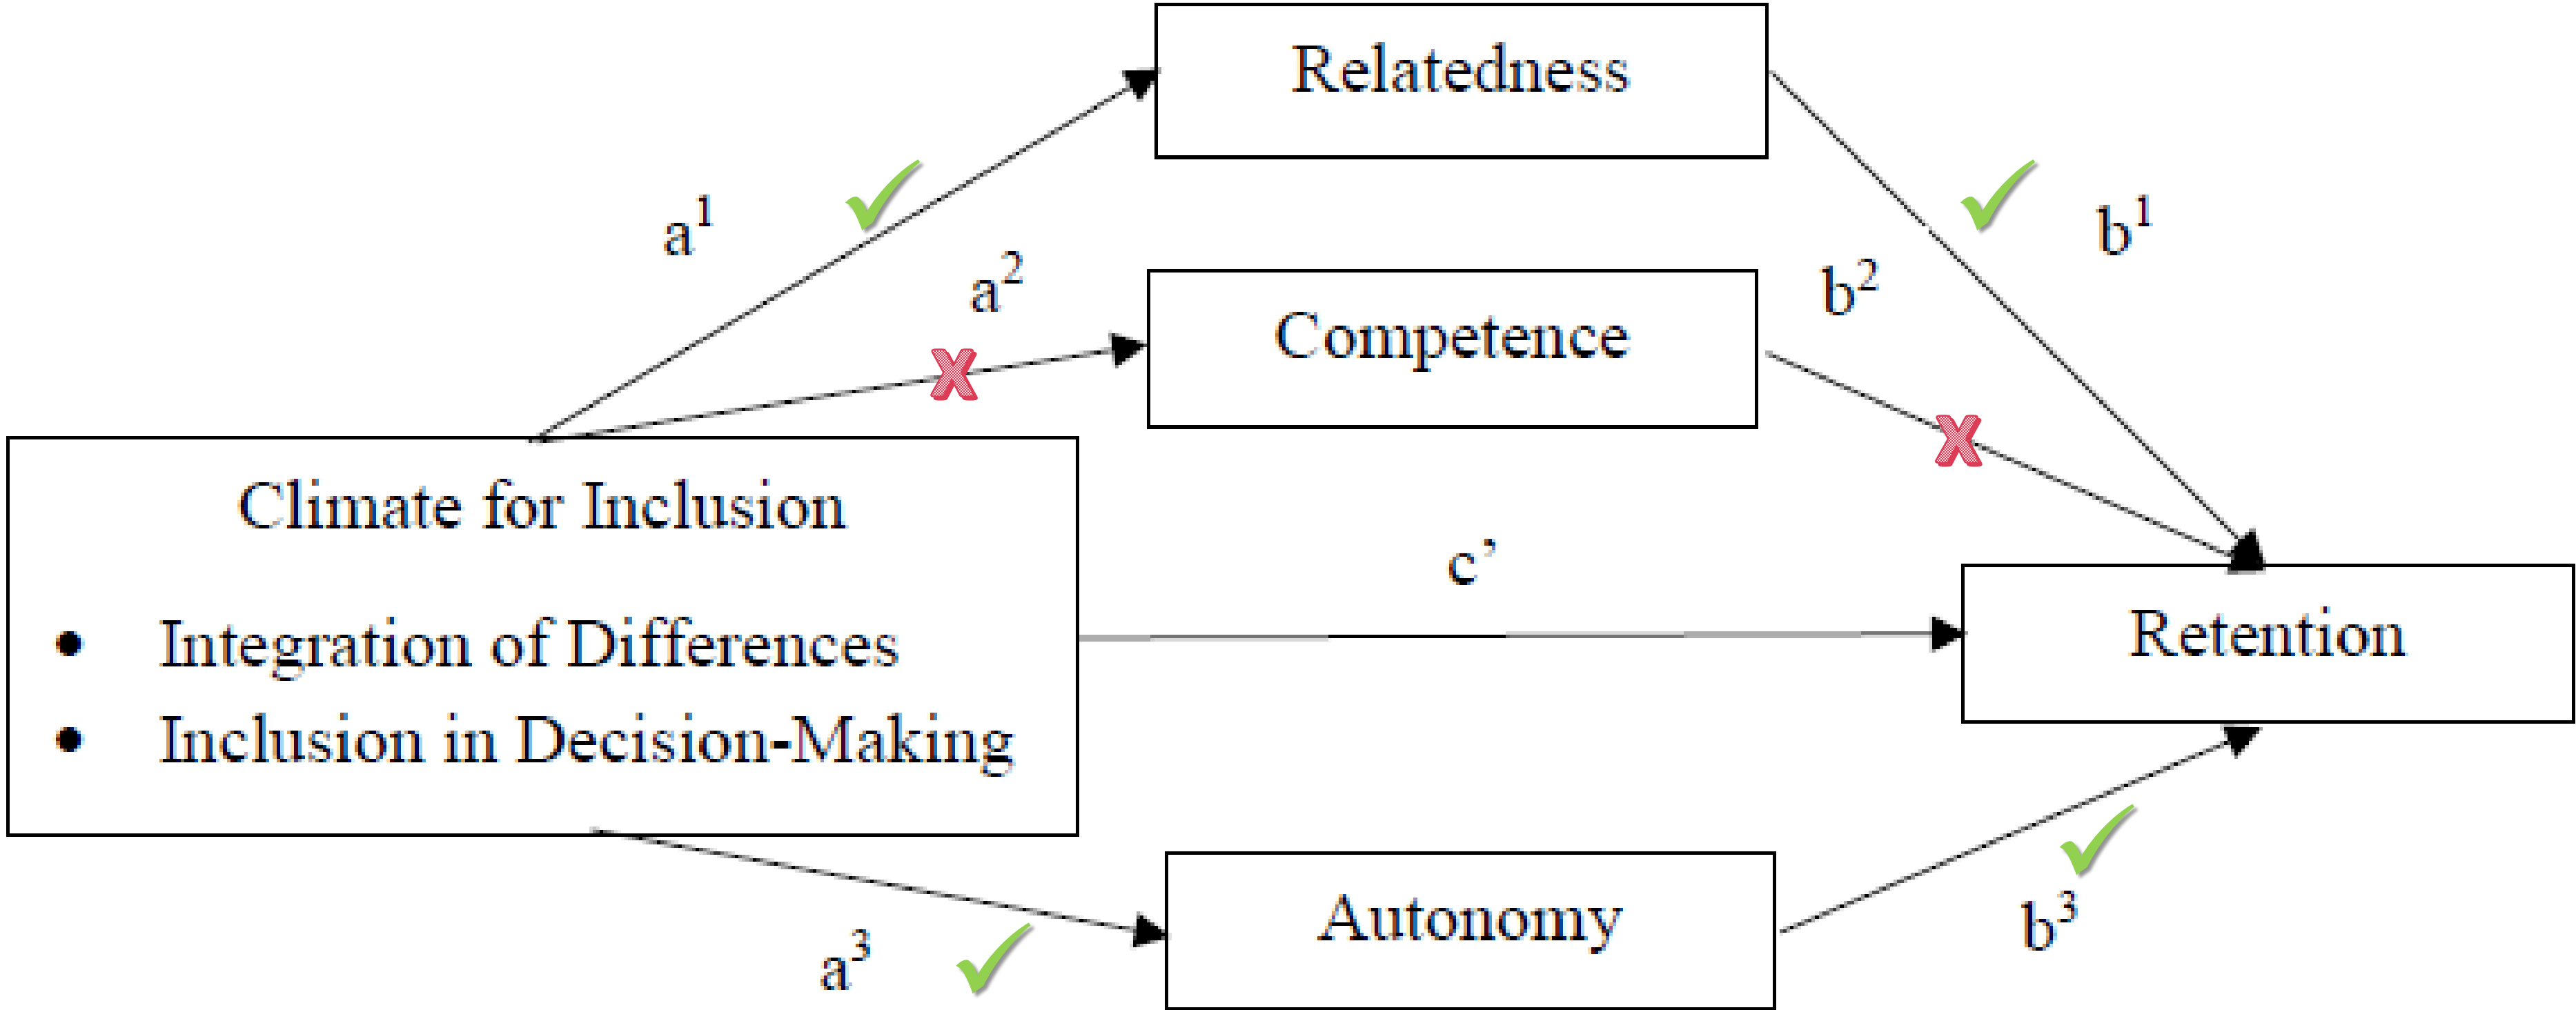 Relatedness
a¹
b¹
a²
b²
Competence
X
X
Climate for Inclusion
c’
• Integration of Differences
Retention
• Inclusion in Decision-Making
Autonomy
a³
b³